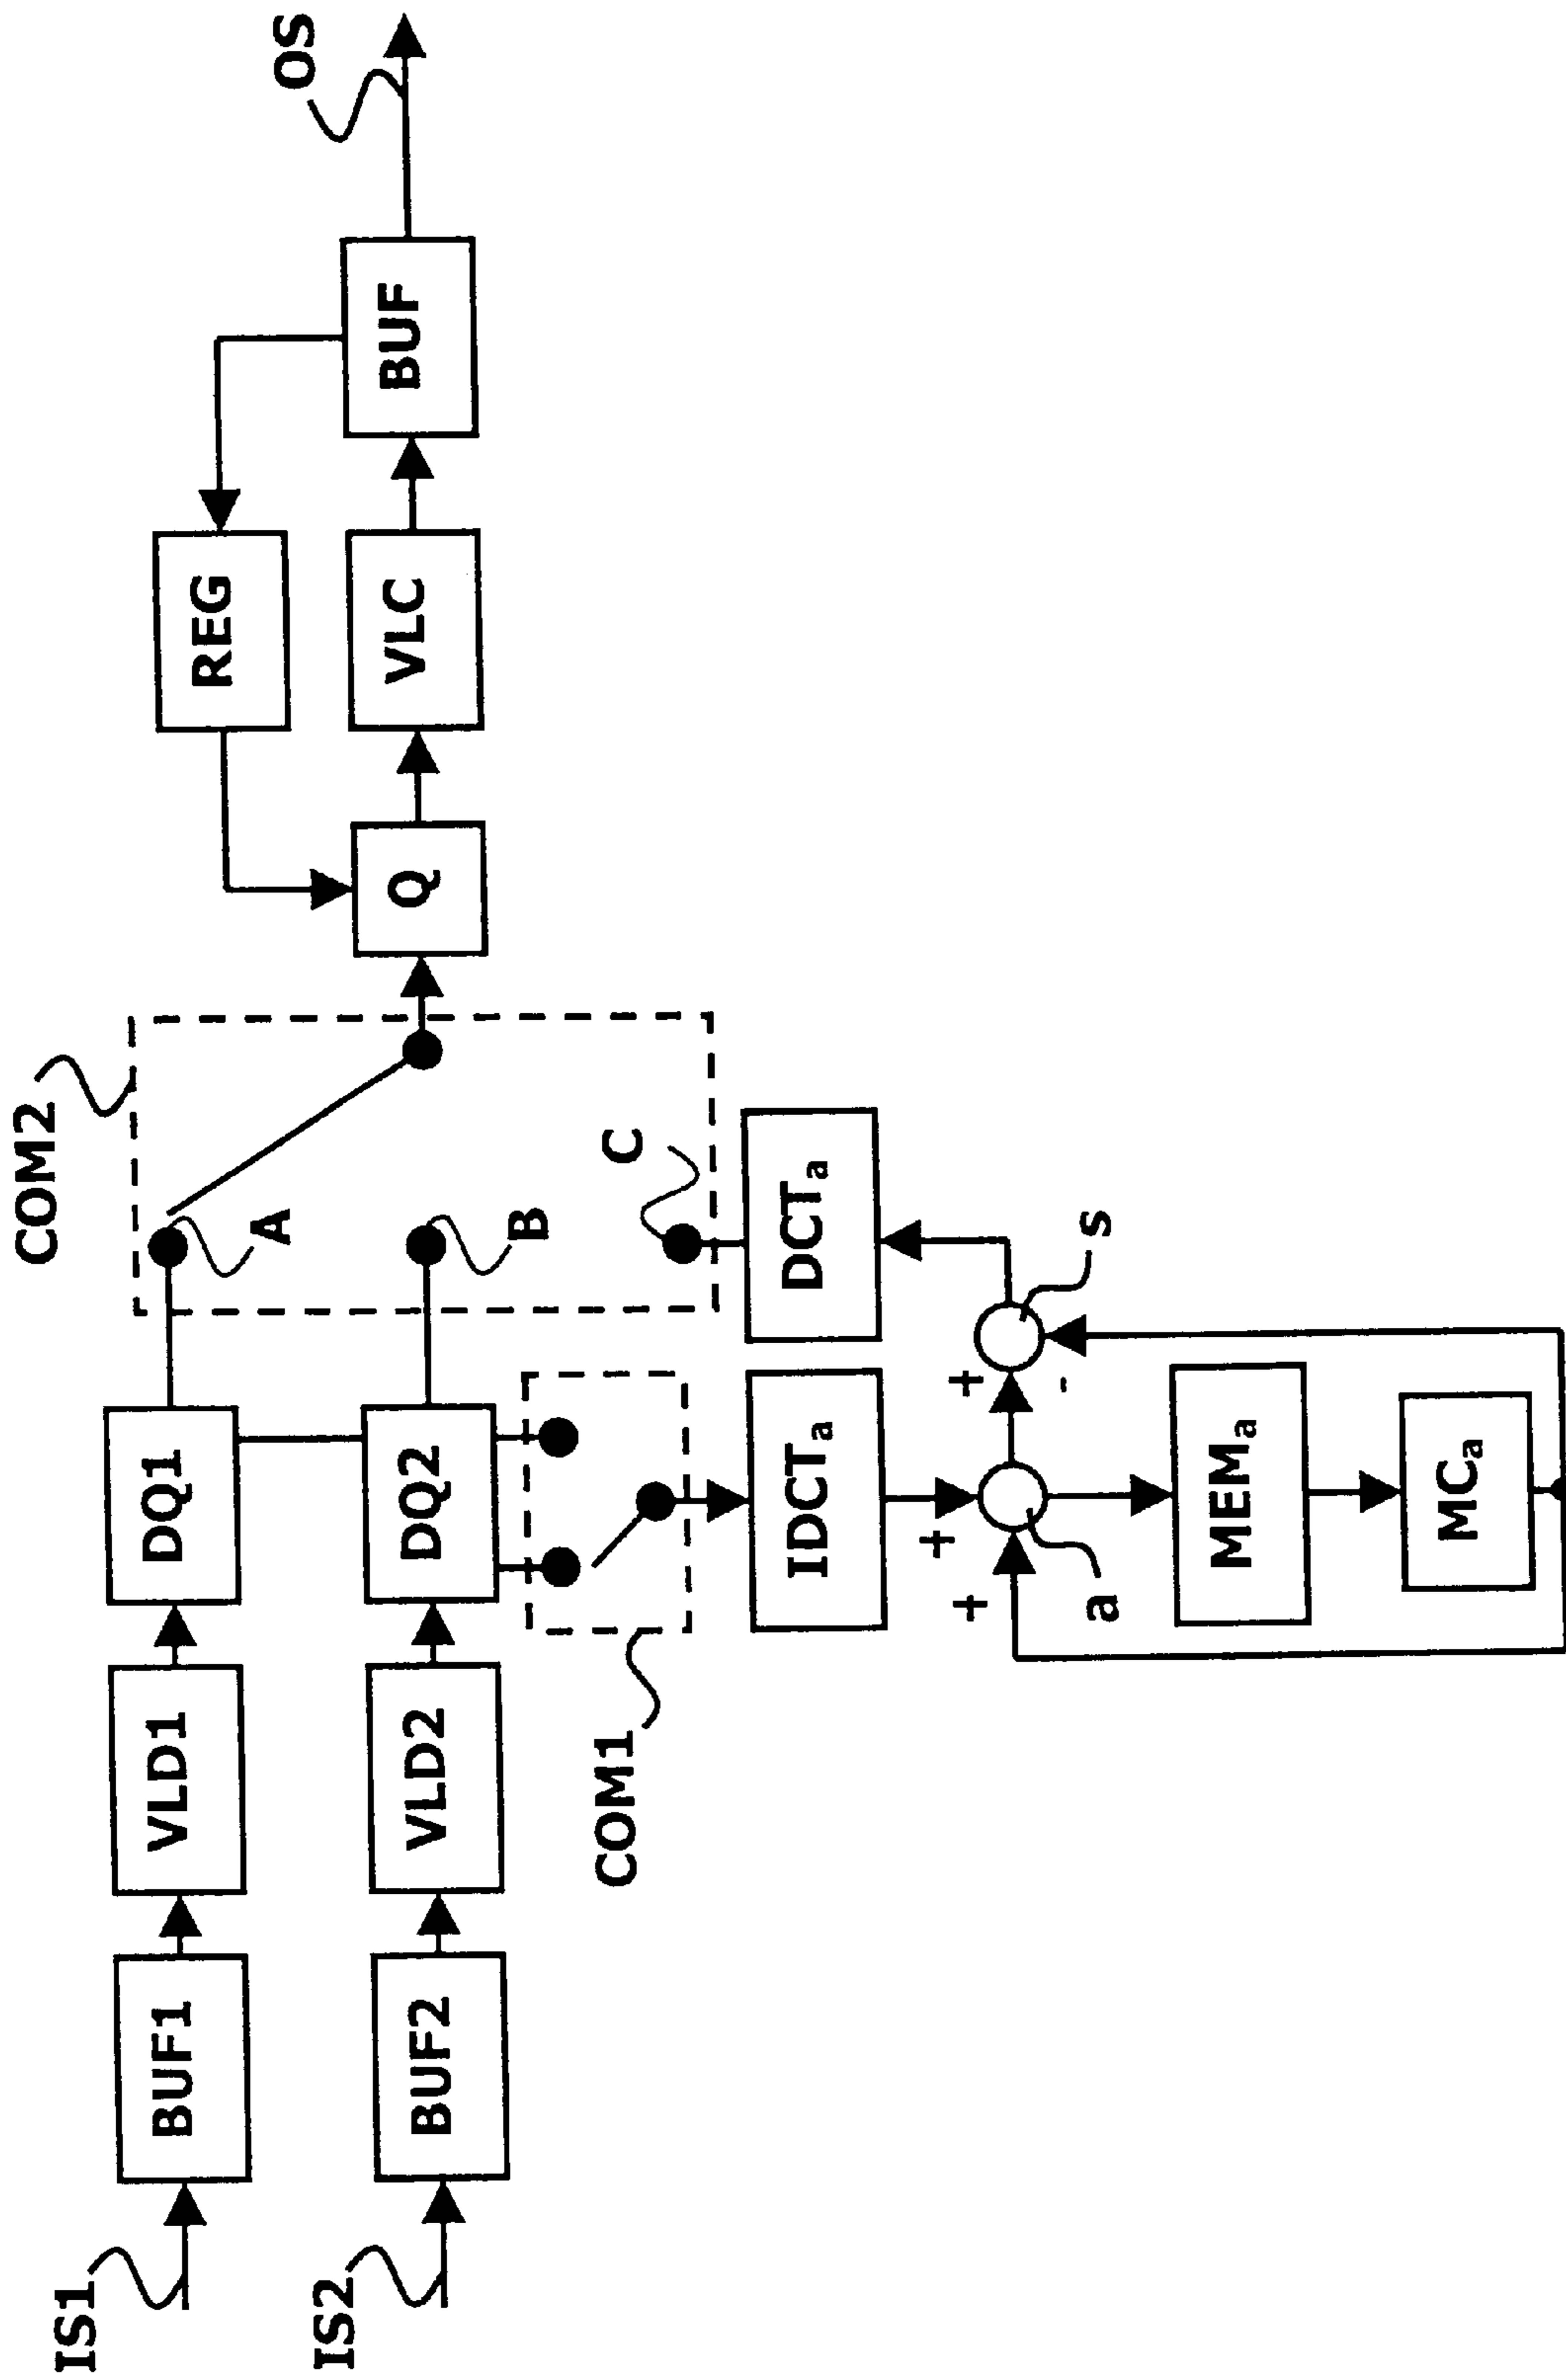 IS1
BUF1
VLD1
DQ1
A
COM2
REG
IS2
BUF2
VLD2
DQ2
B
Q
VLC
BUF
OS
COM1
C
IDCTa
DCTa
+
+
+
-
a
s
MEMa
MCa